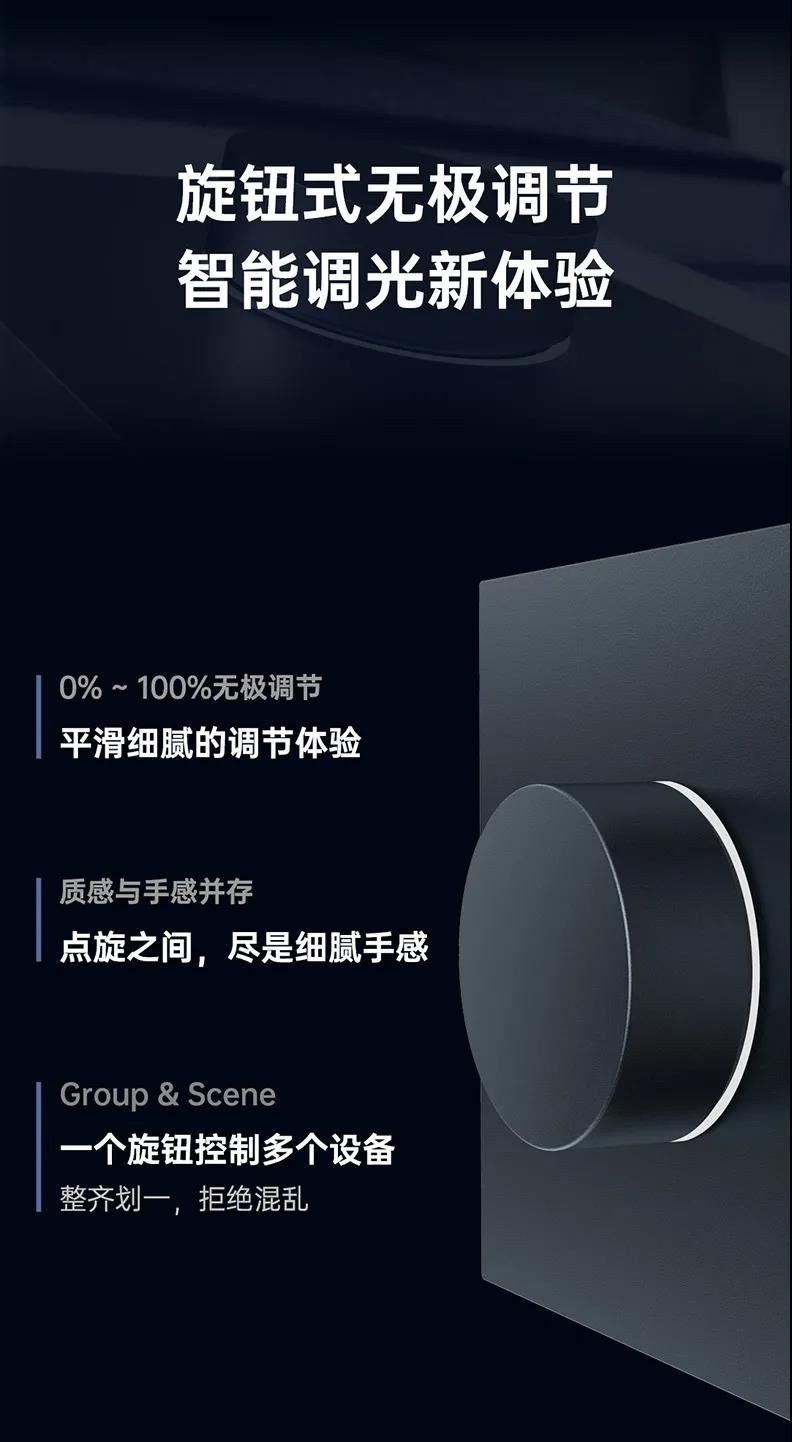 旋钮式无极调节
智能调光新体验
0% ~ 100%无极调节
平滑细腻的调节体验
质感与手感并存
点旋之间，尽是细腻手感
Group & Scene
一个旋钮控制多个设备
整齐划一，拒绝混乱